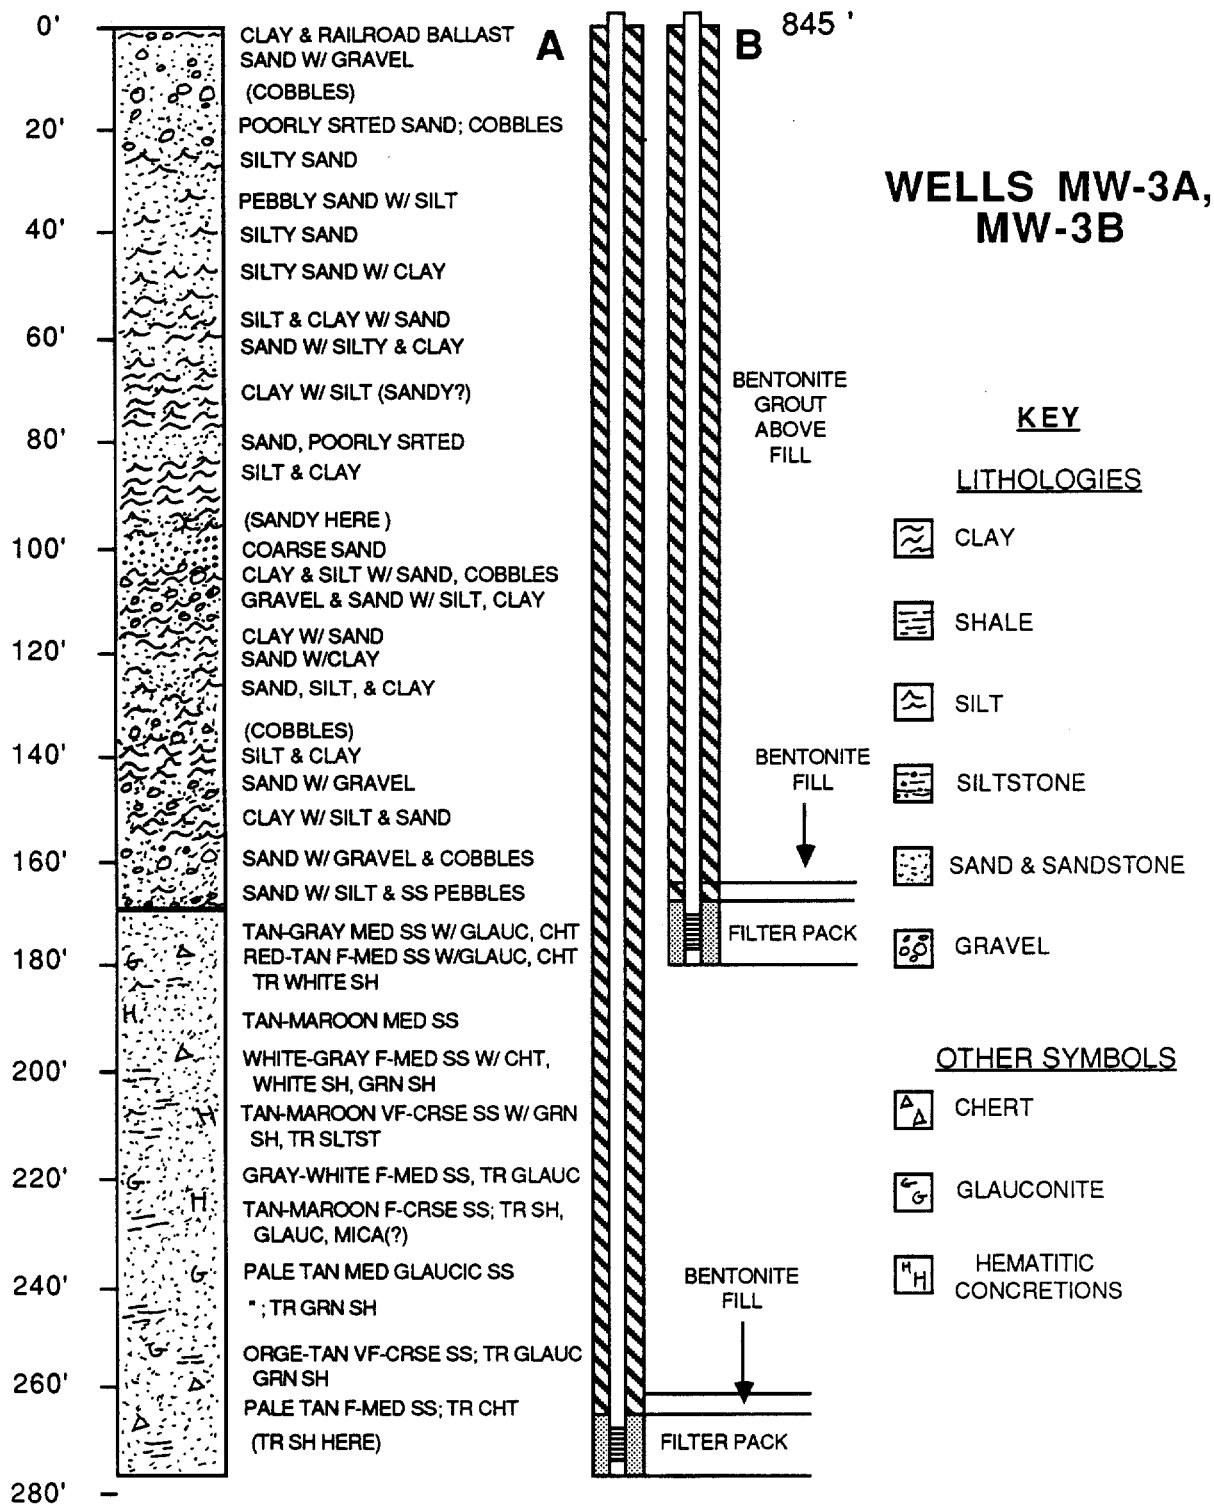 0'
20'
40'
60'
80'
100'
120'
140'
160'
180'
200'
220'
240'
260'
280'
CLAY & RAILROAD BALLAST
SAND W/ GRAVEL
(COBBLES)
POORLY SRTED SAND; COBBLES
SILTY SAND
PEBBLY SAND W/ SILT
SILTY SAND
SILTY SAND W/ CLAY
SILT & CLAY W/ SAND
SAND W/ SILTY & CLAY
CLAY W/ SILT (SANDY?)
SAND, POORLY SRTED
SILT & CLAY
(SANDY HERE )
COARSE SAND
CLAY & SILT W/ SAND, COBBLES
GRAVEL & SAND W/ SILT, CLAY
CLAY W/ SAND
SAND W/CLAY
SAND, SILT, & CLAY
(COBBLES)
SILT & CLAY
SAND W/ GRAVEL
CLAY W/ SILT & SAND
SAND W/ GRAVEL & COBBLES
SAND W/ SILT & SS PEBBLES
TAN-GRAY MED SS W/ GLAUC, CHT
RED-TAN F-MED SS W/GLAUC, CHT
TR WHITE SH
TAN-MAROON MED SS
WHITE-GRAY F-MED SS W/ CHT,
WHITE SH, GRN SH
TAN-MAROON VF-CRSE SS W/ GRN
SH, TR SLTST
GRAY-WHITE F-MED SS, TR GLAUC
TAN-MAROON F-CRSE SS; TR SH,
GLAUC, MICA(?)
PALE TAN MED GLAUCIC SS
" ; TR GRN SH
ORGE-TAN VF-CRSE SS; TR GLAUC
GRN SH
PALE TAN F-MED SS; TR CHT
(TR SH HERE)
G
H
H
G
H
G
G
A
B
845 '
BENTONITE
GROUT
ABOVE
FILL
BENTONITE
FILL
FILTER PACK
BENTONITE
FILL
FILTER PACK
WELLS MW-3A,
MW-3B
KEY
LITHOLOGIES
CLAY
SHALE
SILT
SILTSTONE
SAND & SANDSTONE
GRAVEL
OTHER SYMBOLS
CHERT
G G
GLAUCONITE
H H
HEMATITIC
CONCRETIONS